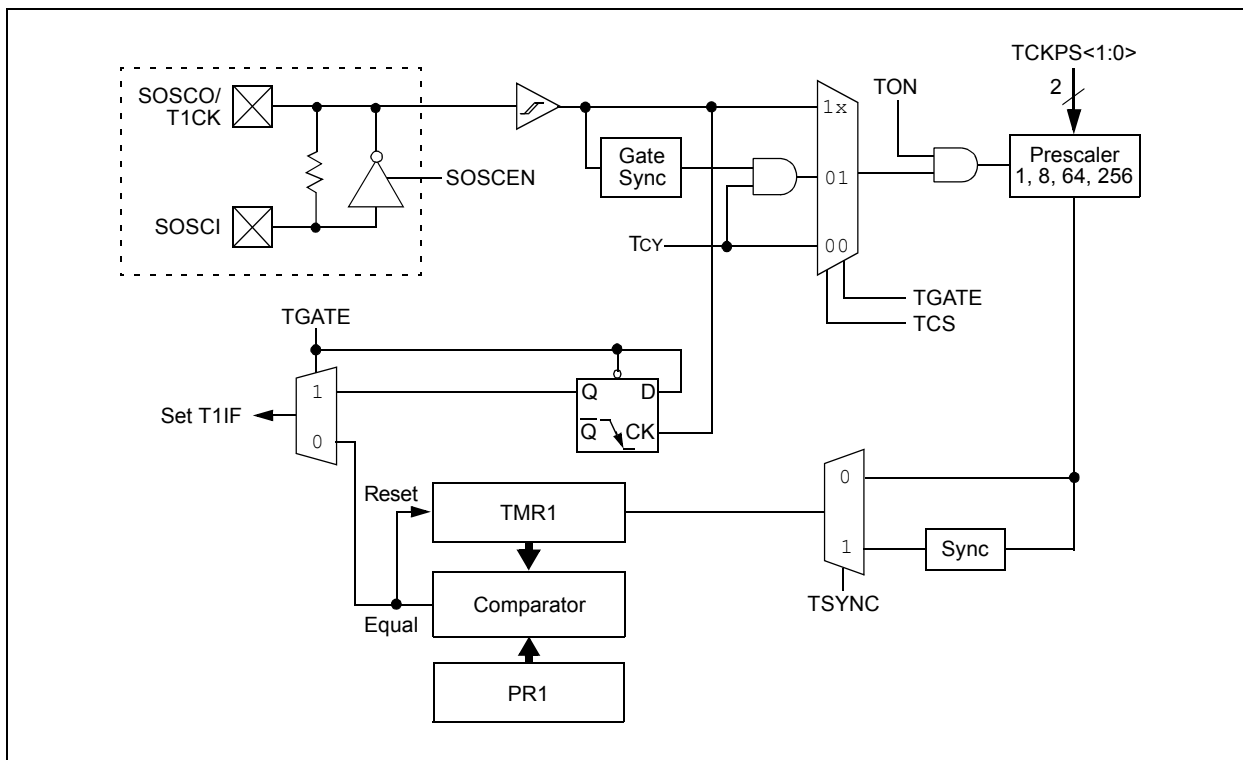 TCKPS<1:0>
SOSCO/
T1CK
TON
2
1x
Gate
Sync
Prescaler
1, 8, 64, 256
SOSCEN
01
SOSCI
TCY
00
TGATE
TCS
TGATE
1
Q
D
Set T1IF
Q
CK
0
Reset
TMR1
0
1
Sync
Comparator
TSYNC
Equal
PR1